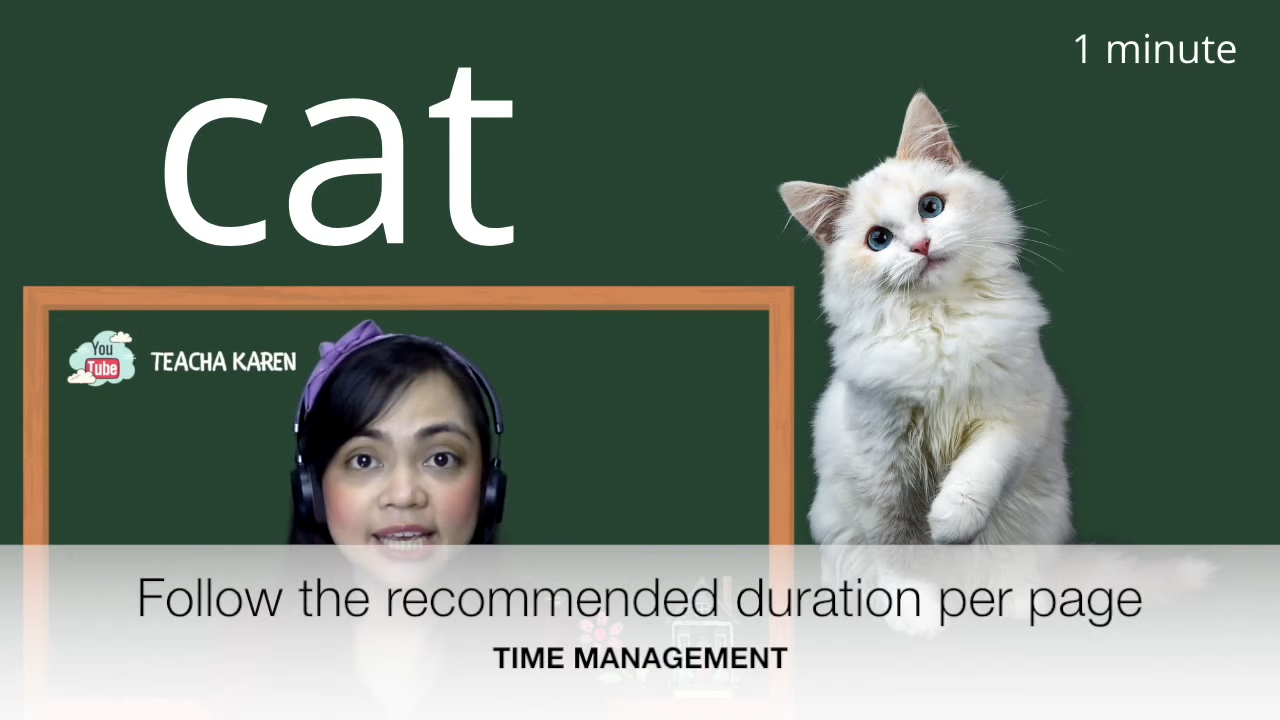 1 minute
cat
You
Tube
TEACHA KAREN
Follow the recommended duration per page
TIME MANAGEMENT